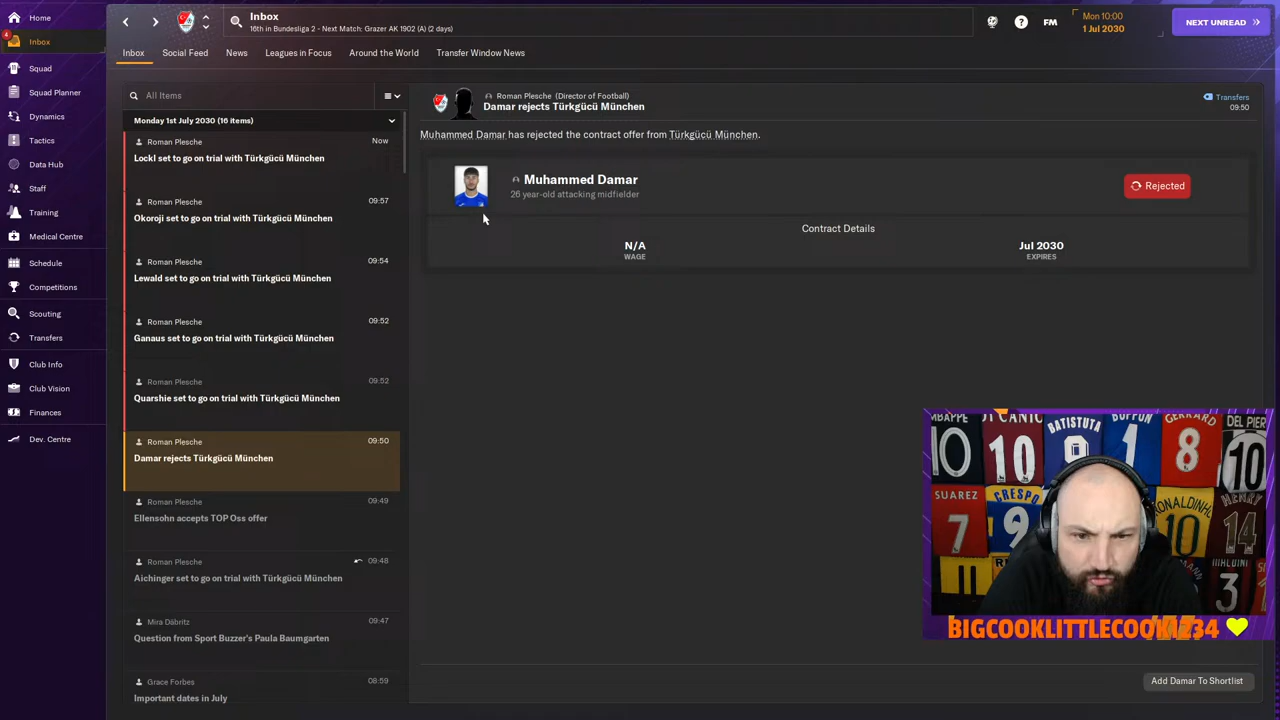 Home
4
Inbox
Squad
Squad Planner
Dynamics
Tactics
Data Hub
Staff
Training
Medical Centre
Schedule
Competitions
Scouting
Transfers
Club Info
Club Vision
Finances
Dev. Centre
Inbox
16th in Bundesliga 2 - Next Match: Grazer AK 1902 (A) (2 days)
FM
Mon 10:00
1 Jul 2030
NEXT UNREAD
Inbox
Social Feed
News
Leagues in Focus
Around the World
Transfer Window News
All Items
Monday 1st July 2030 (16 items)
Roman Plesche
Now
Lockl set to go on trial with Türkgücü München
Roman Plesche
09:57
Okoroji set to go on trial with Türkgücü München
Roman Plesche
09:54
Lewald set to go on trial with Türkgücü München
Roman Plesche
09:52
Ganaus set to go on trial with Türkgücü München
Roman Plesche
09:52
Quarshie set to go on trial with Türkgücü München
Roman Plesche
09:50
Damar rejects Türkgücü München
Roman Plesche
09:49
Ellensohn accepts TOP Oss offer
Roman Plesche
09:48
Aichinger set to go on trial with Türkgücü München
Mira Däbritz
09:47
Question from Sport Buzzer's Paula Baumgarten
Grace Forbes
08:59
Important dates in July
Roman Plesche (Director of Football)
Damar rejects Türkgücü München
Transfers
09:50
Muhammed Damar has rejected the contract offer from Türkgücü München.
Muhammed Damar
26 year-old attacking midfielder
Rejected
Contract Details
N/A
WAGE
Jul 2030
EXPIRES
MBAPPE
10
10
BATISTUTA
9
BUFFON
1
GERRARD
8
DEL PIER
10
SUAREZ
7
CRESPO
9
RONALDINHO
10
HENRY
14
3
BIGCOOKLITTLECOOK1234
Add Damar To Shortlist